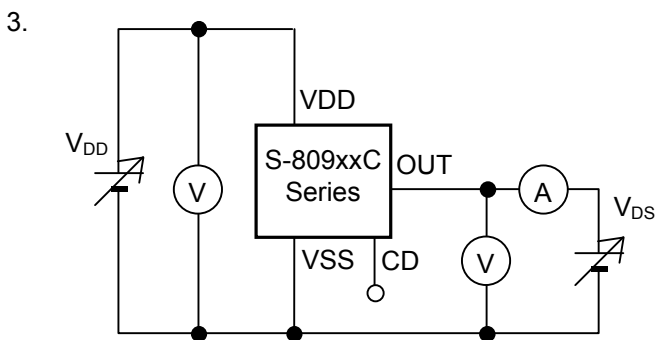 3.
VDD
VDD
S-809xxC
Series
OUT
V
A
VDS
V
VSS
CD